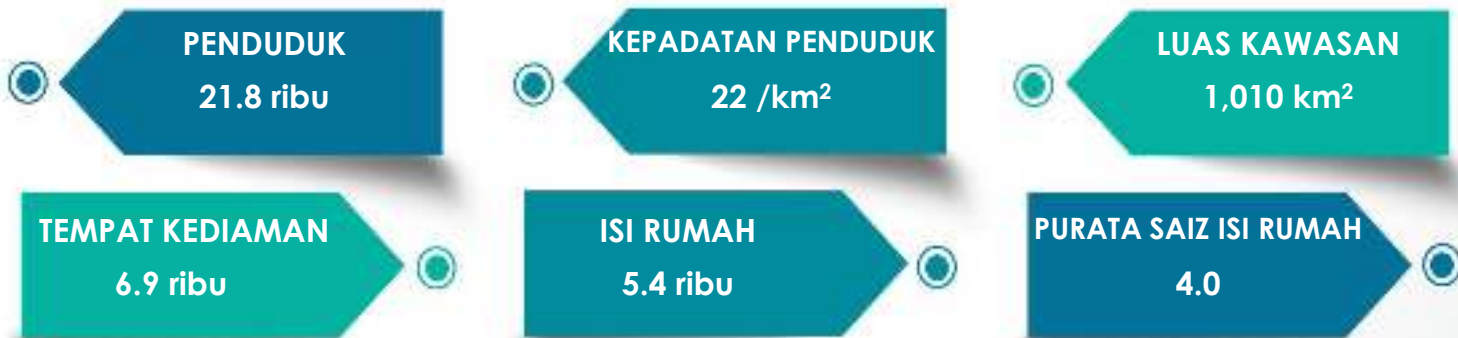 PENDUDUK
21.8 ribu
KEPADATAN PENDUDUK
22 /km²
LUAS KAWASAN
1,010 km²
TEMPAT KEDIAMAN
6.9 ribu
ISI RUMAH
5.4 ribu
PURATA SAIZ ISI RUMAH
4.0